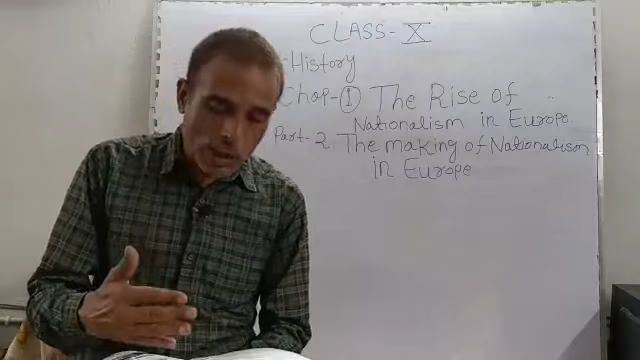 CLASS-X
History
Chap-① The Rise of
Nationalism in Europe
Part-2 The making of Nationalism
in Europe